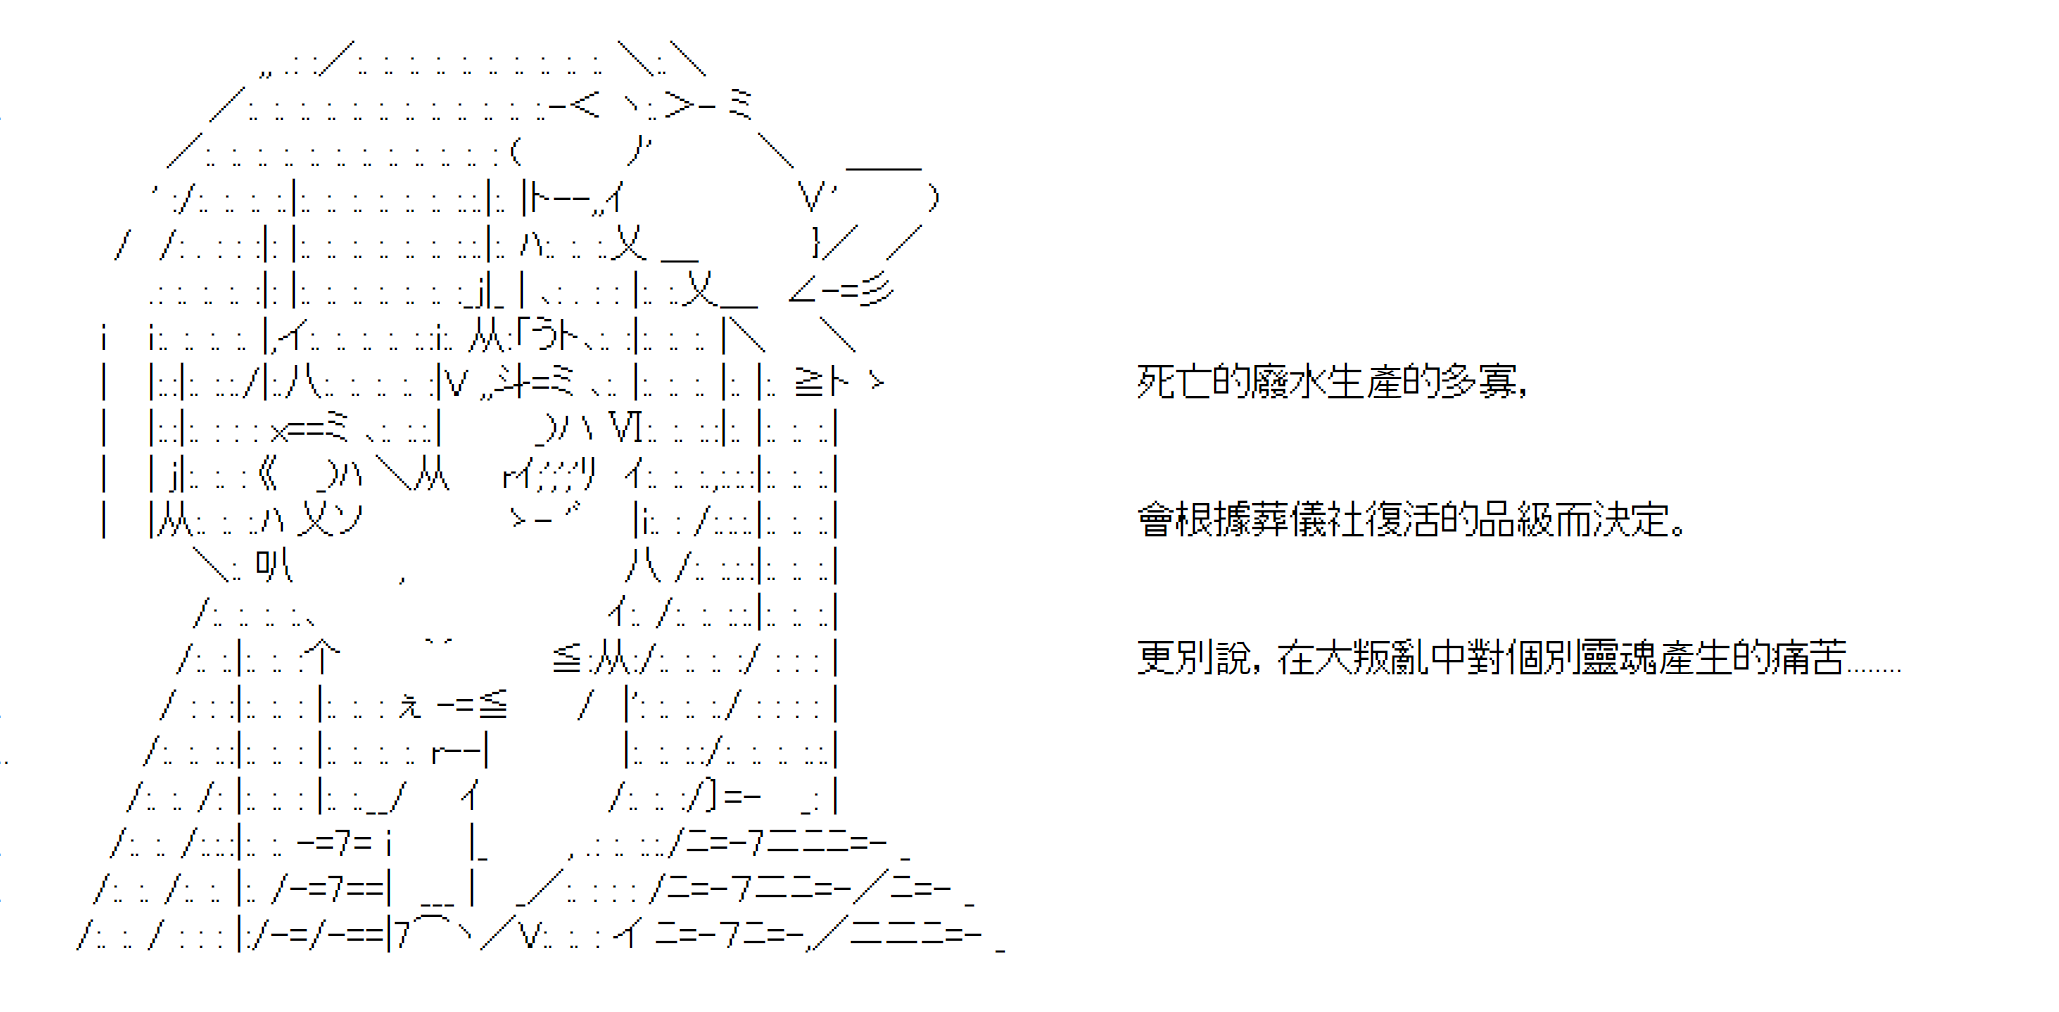 死亡的廢水生產的多寡，
會根據葬儀社復活的品級而決定。
更別說，在大叛亂中對個別靈魂產生的痛苦........